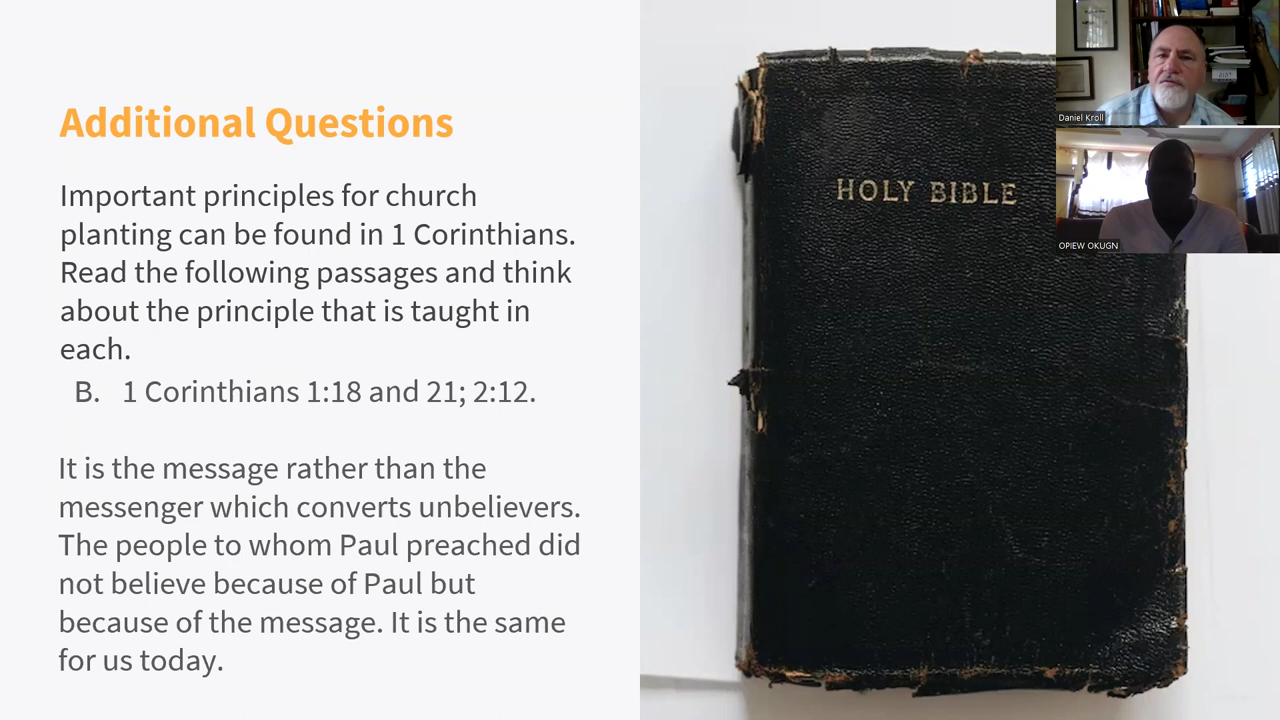 Additional Questions
Important principles for church
planting can be found in 1 Corinthians.
Read the following passages and think
about the principle that is taught in
each.
B. 1 Corinthians 1:18 and 21; 2:12.
It is the message rather than the
messenger which converts unbelievers.
The people to whom Paul preached did
not believe because of Paul but
because of the message. It is the same
for us today.
HOLY BIBLE
Daniel Kroll
OPIEW OKUGN